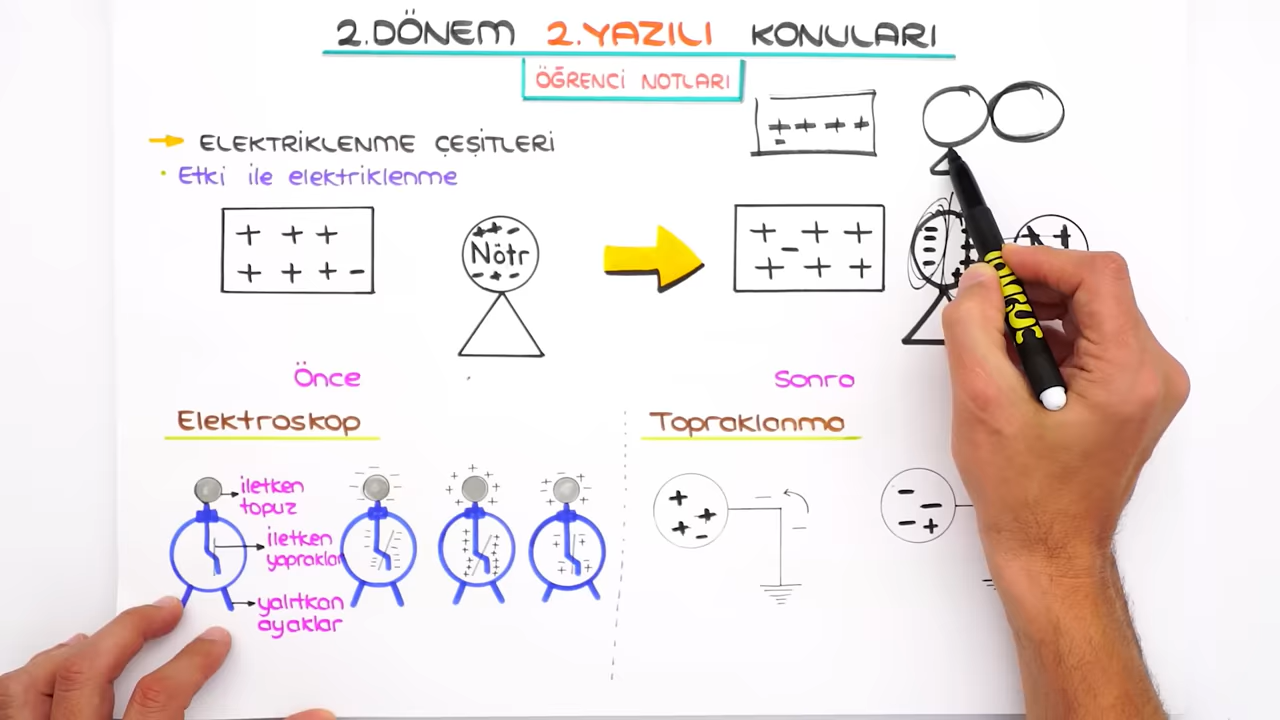 2.DÖNEM 2.YAZILI KONULARI
ÖĞRENCİ NOTLARI
→ ELEKTRİKLENME ÇEŞİTLERİ
• Etki ile elektriklenme
+ + + +
-
+ + +
+ + + -
++-
Nötr
-+-
+ + +
-
+ + +
Önce
Sonra
Elektroskop
Topraklanma
iletken
topuz
iletken
yapraklar
yalıtkan
ayaklar
+
+ +
-
- -
- +